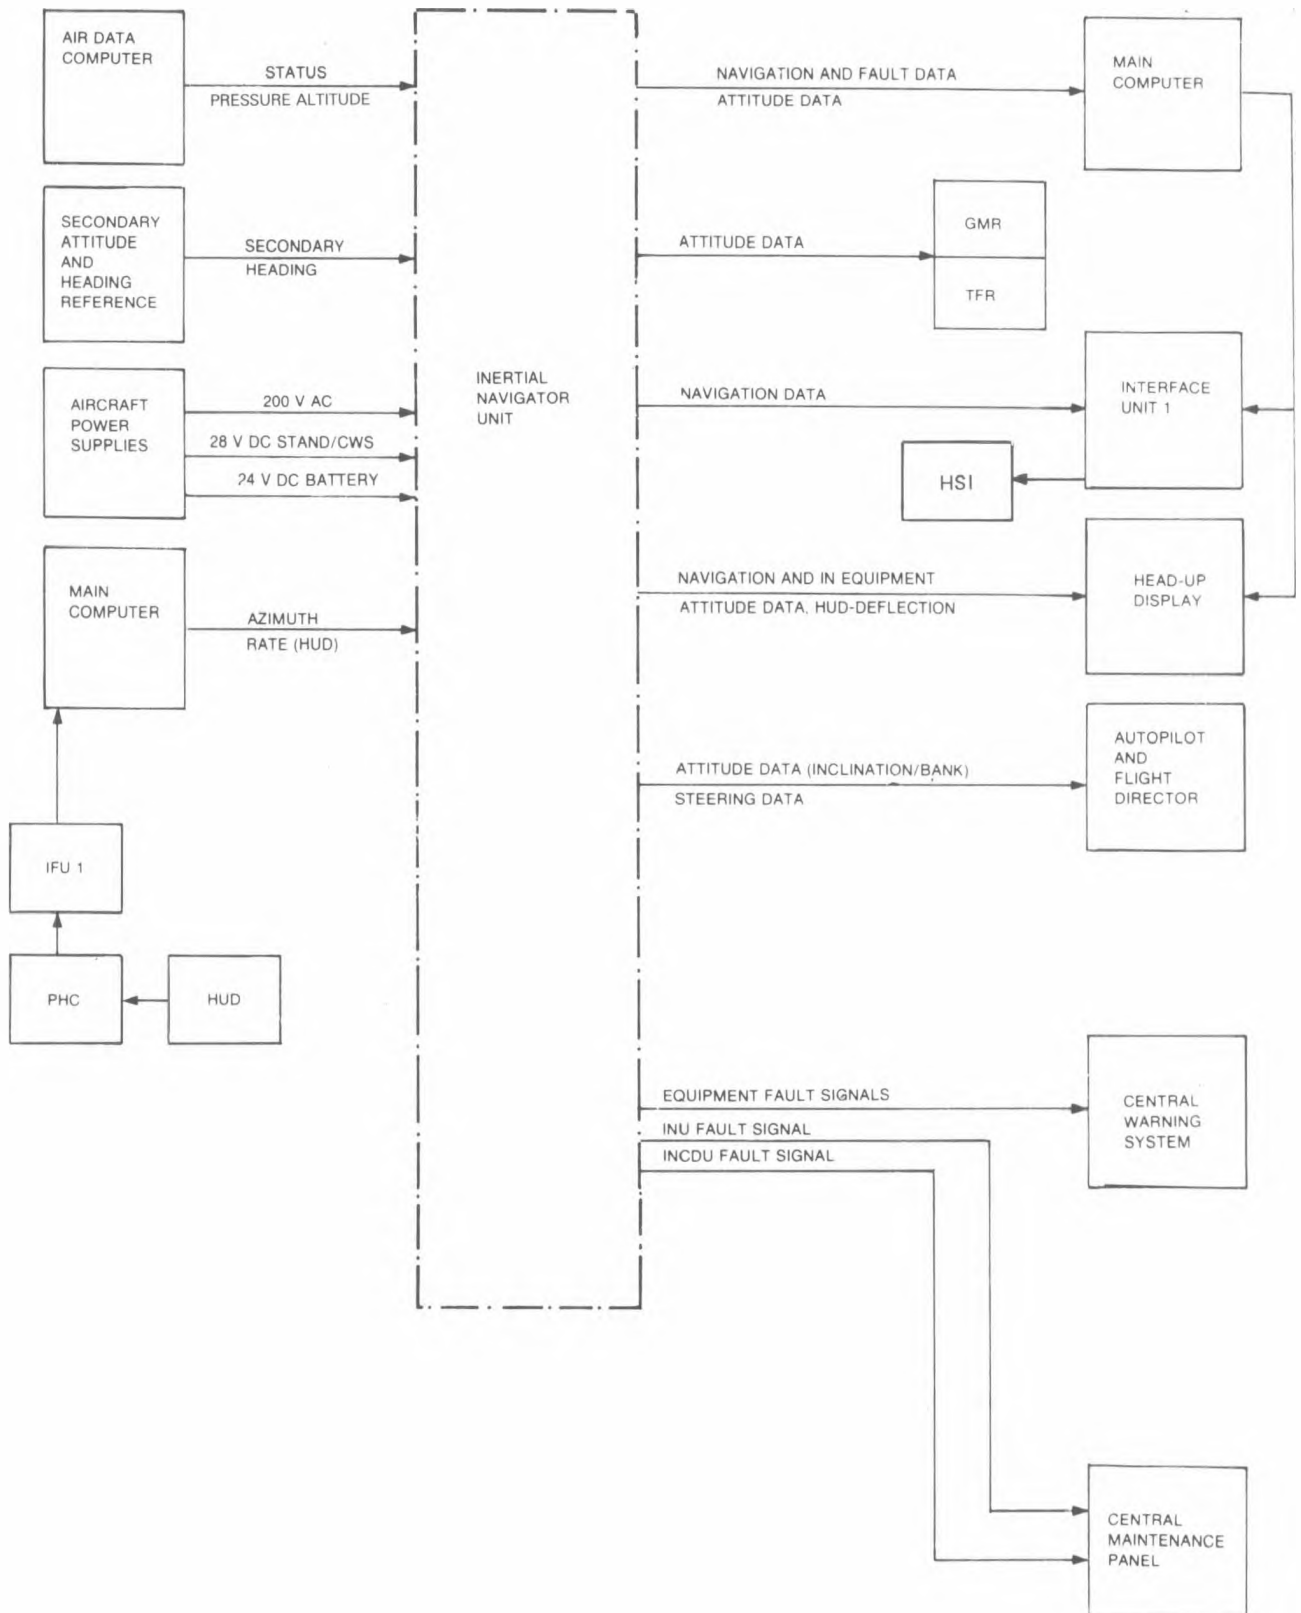 AIR DATA
COMPUTER
STATUS
PRESSURE ALTITUDE
SECONDARY
ATTITUDE
AND
HEADING
REFERENCE
SECONDARY
HEADING
AIRCRAFT
POWER
SUPPLIES
200 V AC
28 V DC STAND/CWS
24 V DC BATTERY
MAIN
COMPUTER
AZIMUTH
RATE (HUD)
IFU 1
PHC
HUD
INERTIAL
NAVIGATOR
UNIT
NAVIGATION AND FAULT DATA
ATTITUDE DATA
MAIN
COMPUTER
ATTITUDE DATA
GMR
TFR
NAVIGATION DATA
INTERFACE
UNIT 1
HSI
NAVIGATION AND IN EQUIPMENT
ATTITUDE DATA, HUD-DEFLECTION
HEAD-UP
DISPLAY
ATTITUDE DATA (INCLINATION/BANK)
STEERING DATA
AUTOPILOT
AND
FLIGHT
DIRECTOR
EQUIPMENT FAULT SIGNALS
INU FAULT SIGNAL
INCDU FAULT SIGNAL
CENTRAL
WARNING
SYSTEM
CENTRAL
MAINTENANCE
PANEL